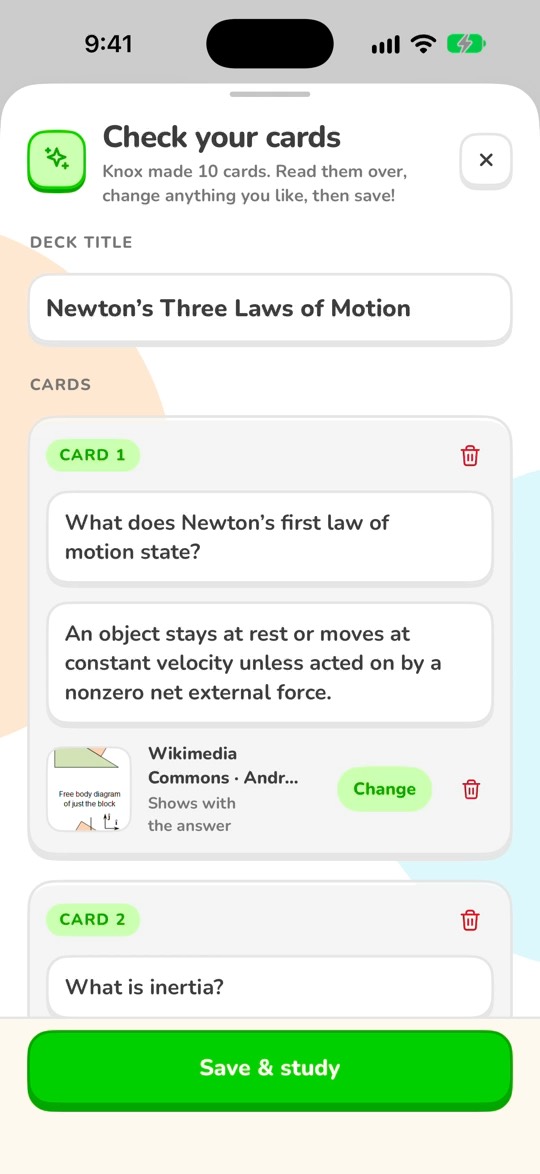 9:41
Check your cards
Knox made 10 cards. Read them over,
change anything you like, then save!
DECK TITLE
Newton’s Three Laws of Motion
CARDS
CARD 1
What does Newton’s first law of
motion state?
An object stays at rest or moves at
constant velocity unless acted on by a
nonzero net external force.
Free body diagram
of just the block
j
i
Wikimedia
Commons · Andr...
Shows with
the answer
Change
CARD 2
What is inertia?
Save & study